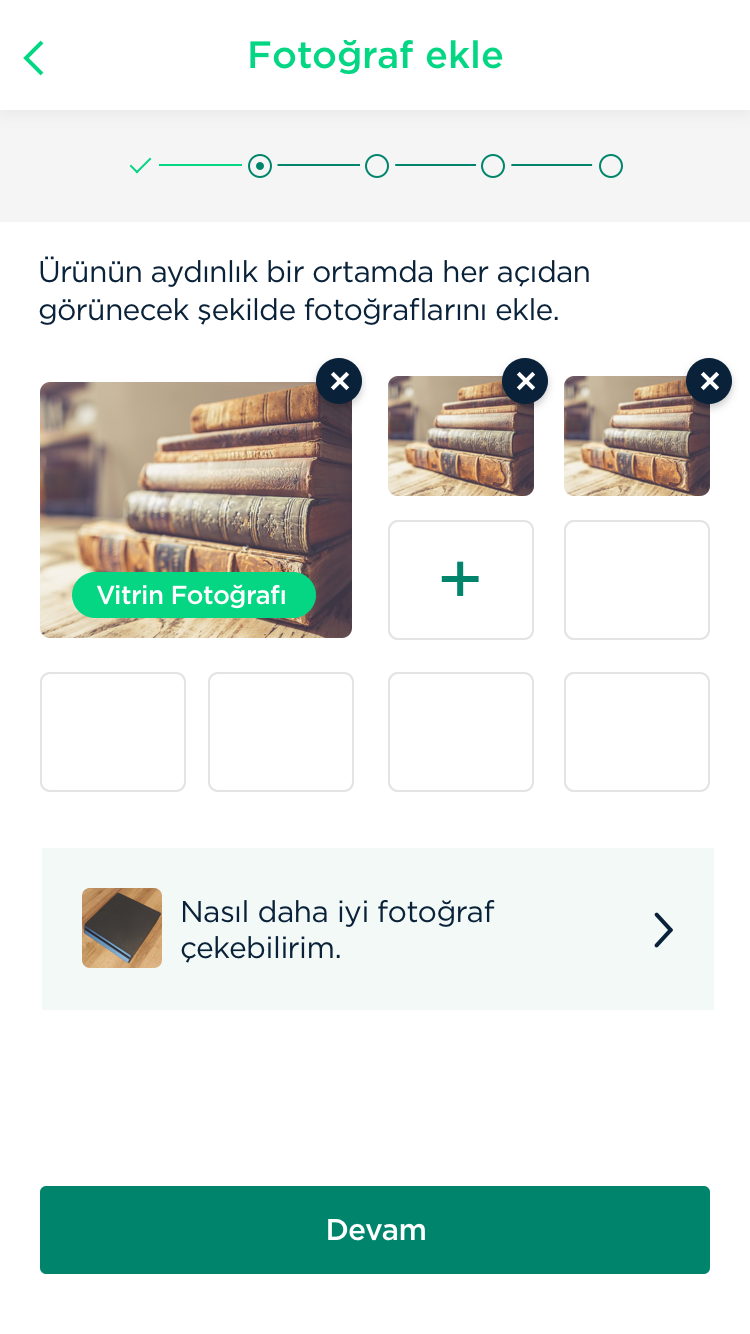 Fotoğraf ekle
Ürünün aydınlık bir ortamda her açıdan
görünecek şekilde fotoğraflarını ekle.
Vitrin Fotoğrafı
Nasıl daha iyi fotoğraf
çekebilirim.
Devam